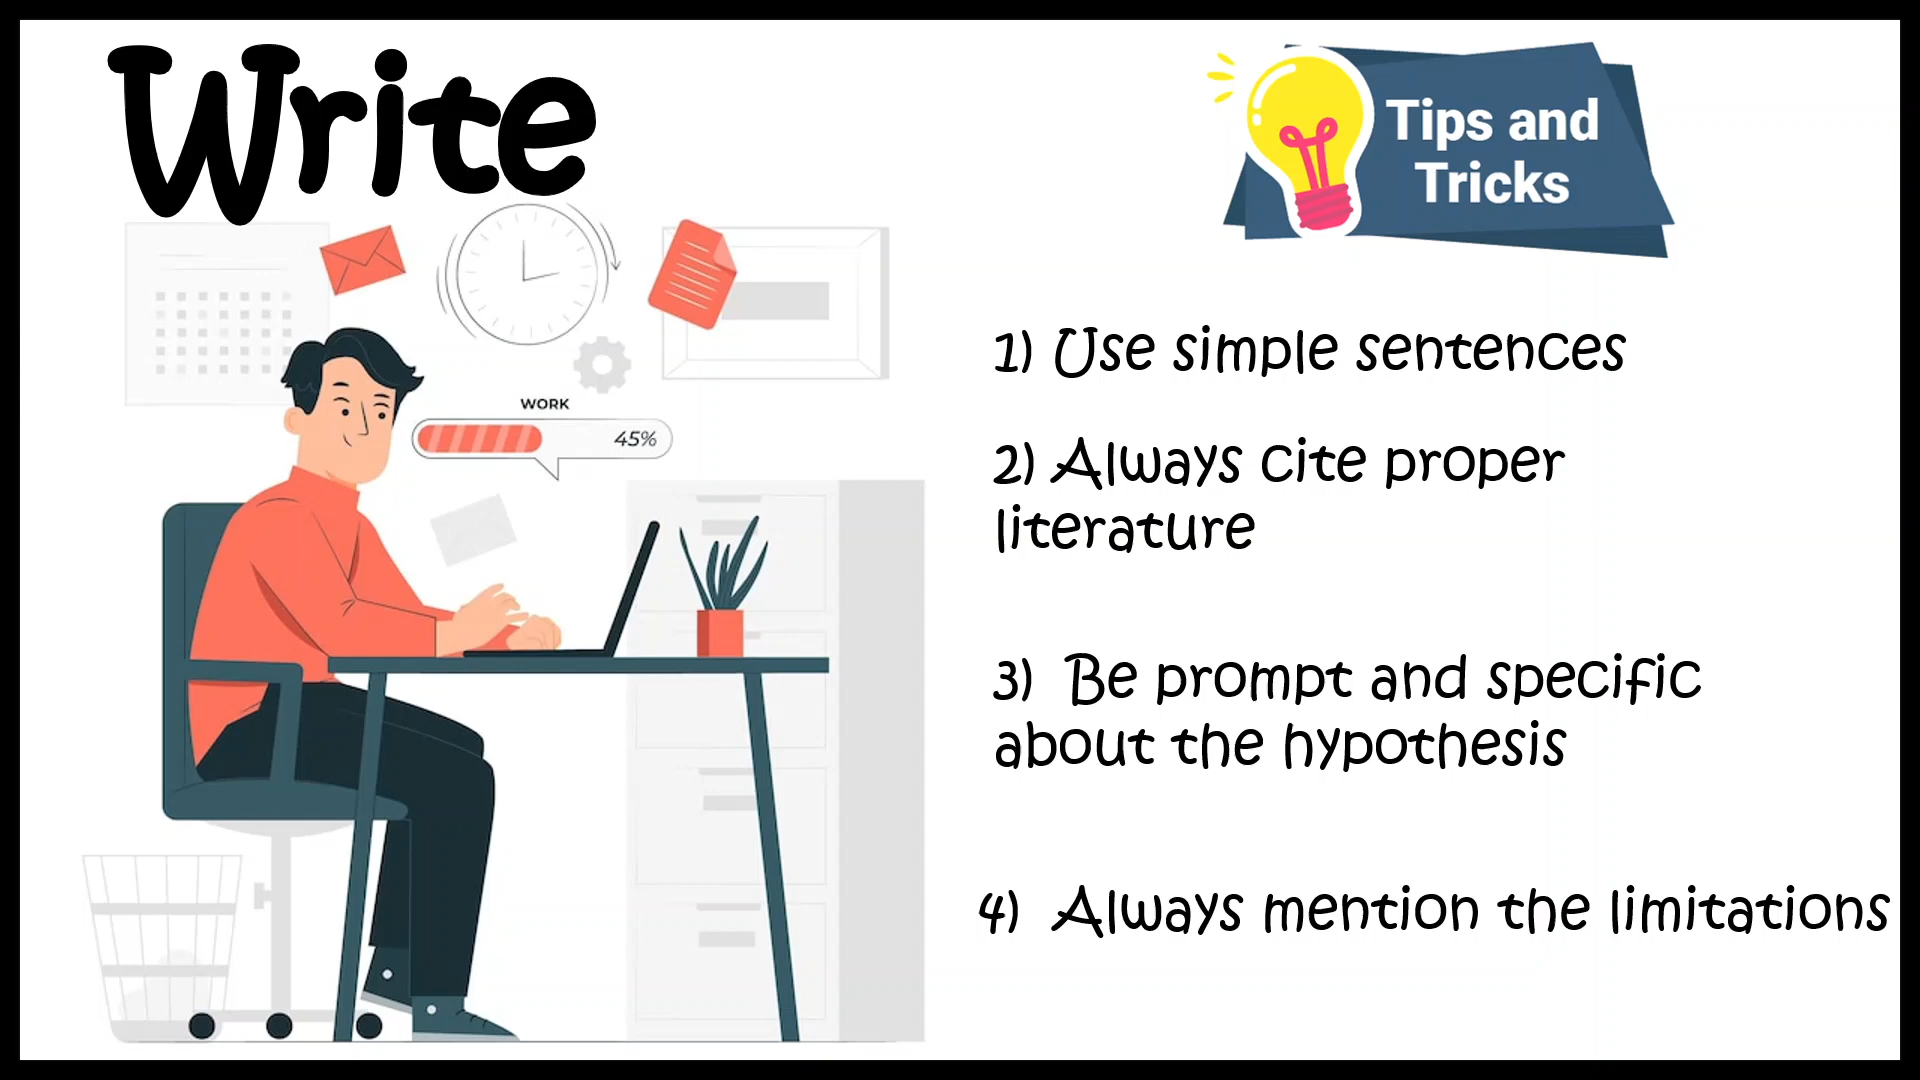 Write
Tips and
Tricks
WORK
45%
1) Use simple sentences
2) Always cite proper
literature
3) Be prompt and specific
about the hypothesis
4) Always mention the limitations